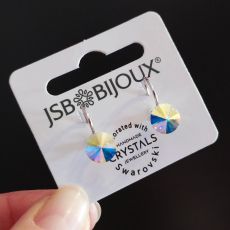 JSB BIJOUX
orated with
HANDMADE
CRYSTALS
JEWELLERY
Swarovski